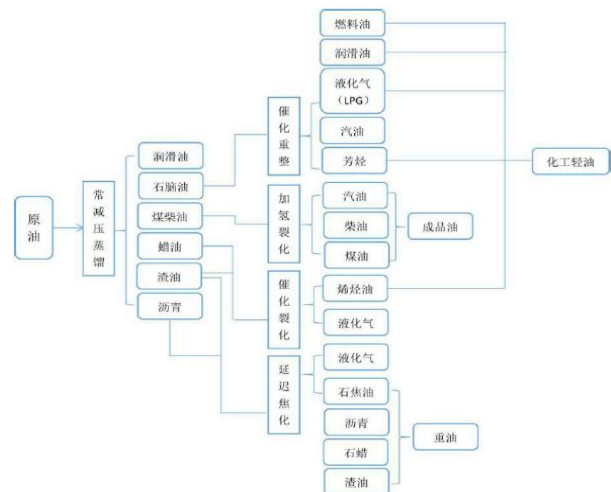 原油
常减压蒸馏
润滑油
石脑油
煤柴油
蜡油
渣油
沥青
催化重整
加氢裂化
催化裂化
延迟焦化
燃料油
润滑油
液化气
（LPG）
汽油
芳烃
汽油
柴油
煤油
烯烃油
液化气
液化气
石焦油
沥青
石蜡
渣油
成品油
重油
化工轻油